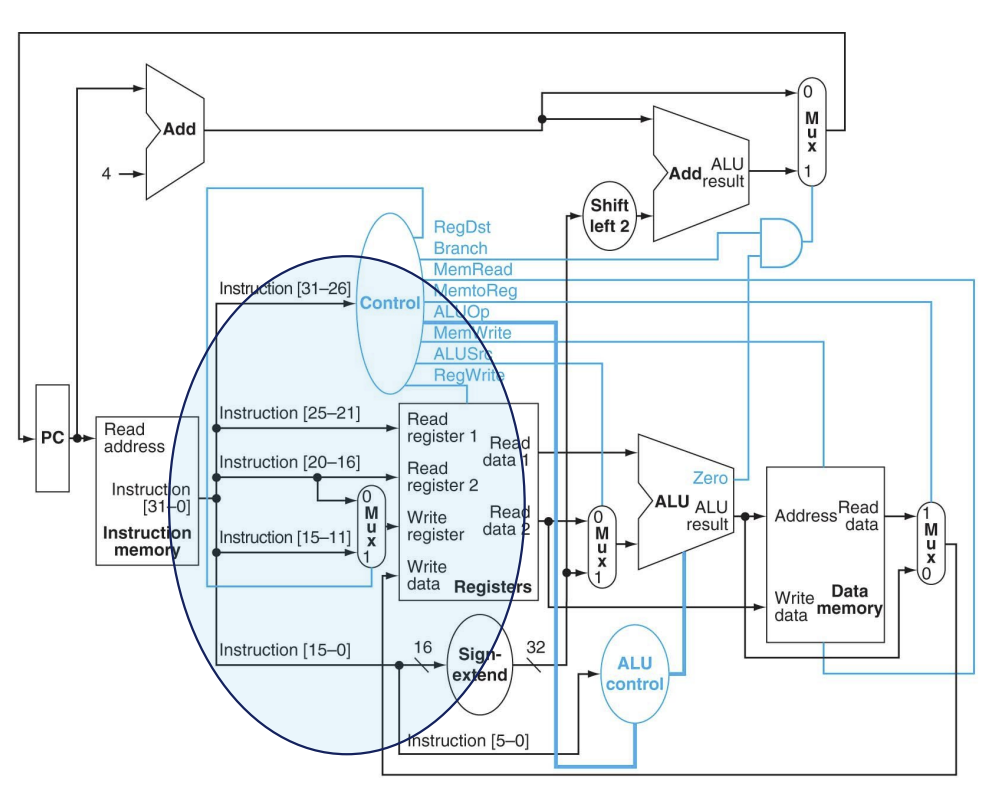 0
M
u
x
1
Add
4
Add
ALU
result
Shift
left 2
RegDst
Branch
MemRead
MemtoReg
ALUOp
MemWrite
ALUSrc
RegWrite
Control
Instruction [31–26]
PC
Read
address
Instruction
[31–0]
Instruction
memory
Instruction [25–21]
Instruction [20–16]
Instruction [15–11]
0
M
u
x
1
Read
register 1
Read
register 2
Write
register
Write
data
Read
data 1
Read
data 2
Registers
0
M
u
x
1
Zero
ALU
ALU
result
Address
Read
data
Write
data
Data
memory
1
M
u
x
0
Instruction [15–0]
16
Sign-
extend
32
ALU
control
Instruction [5–0]